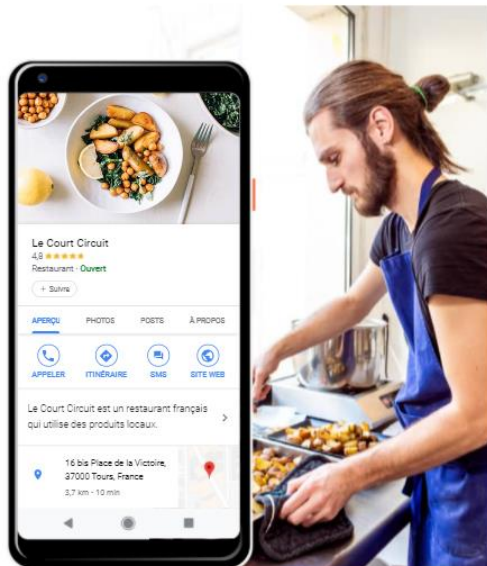 Le Court Circuit
4,8
Restaurant · Ouvert
+ Suivre
APERÇU PHOTOS POSTS À PROPOS
APPELER ITINÉRAIRE SMS SITE WEB
Le Court Circuit est un restaurant français
qui utilise des produits locaux.
16 bis Place de la Victoire,
37000 Tours, France
3,7 km - 10 min